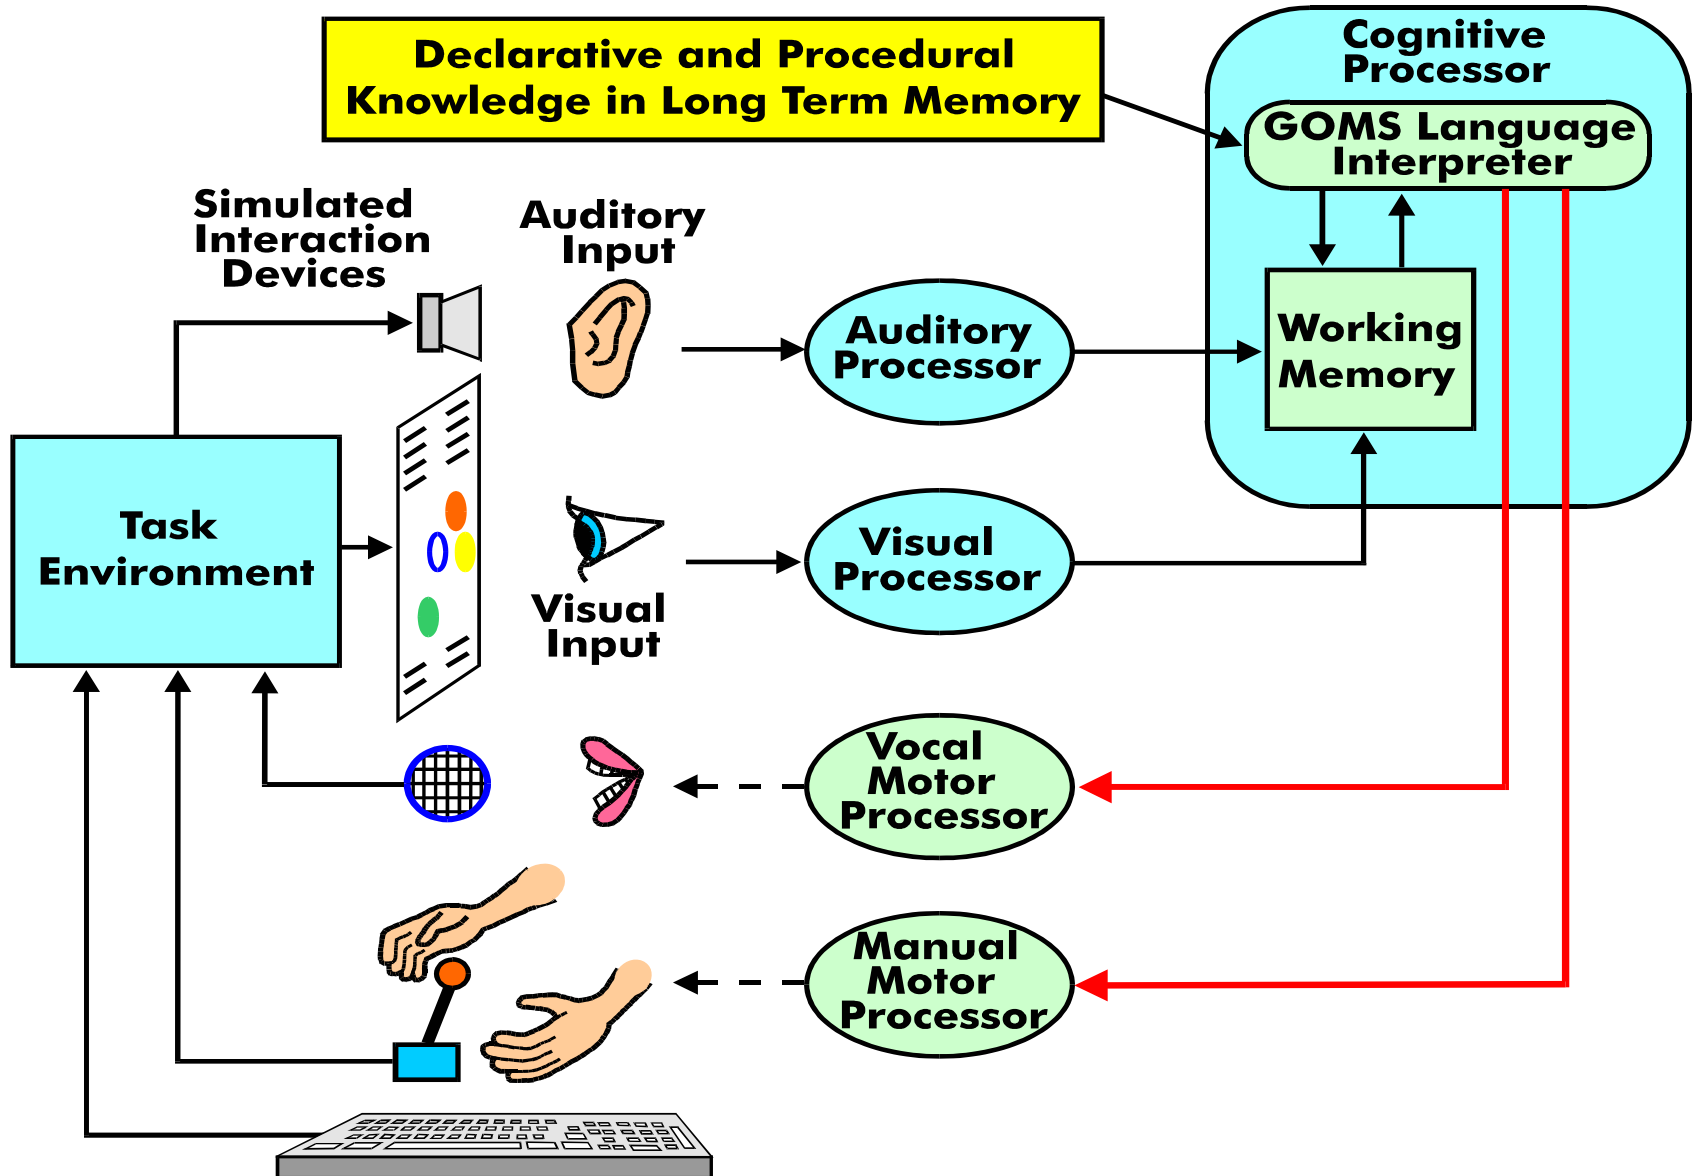 Declarative and Procedural
Knowledge in Long Term Memory
Cognitive
Processor
GOMS Language
Interpreter
Simulated
Interaction
Devices
Auditory
Input
Auditory
Processor
Working
Memory
Task
Environment
Visual
Input
Visual
Processor
Vocal
Motor
Processor
Manual
Motor
Processor